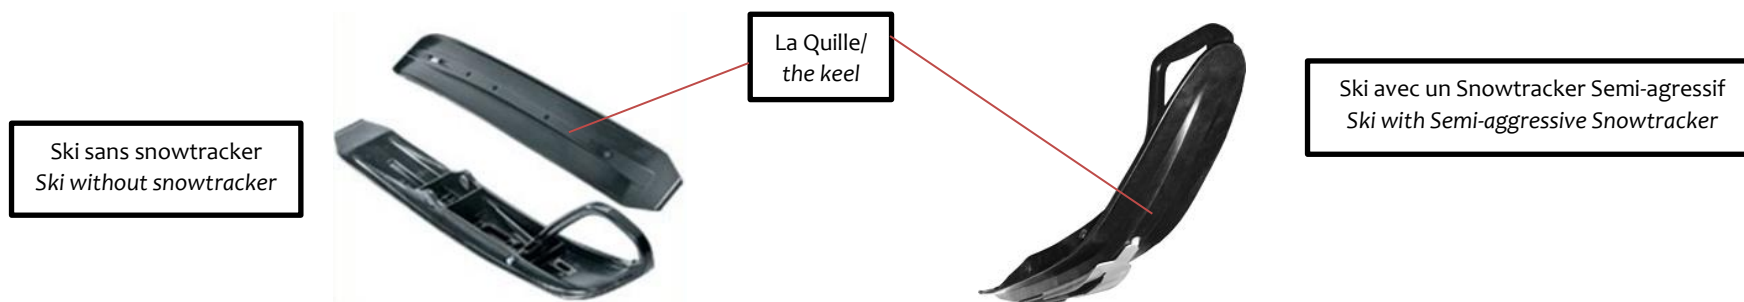 Ski sans snowtracker
Ski without snowtracker
La Quille/
the keel
Ski avec un Snowtracker Semi-agressif
Ski with Semi-aggressive Snowtracker